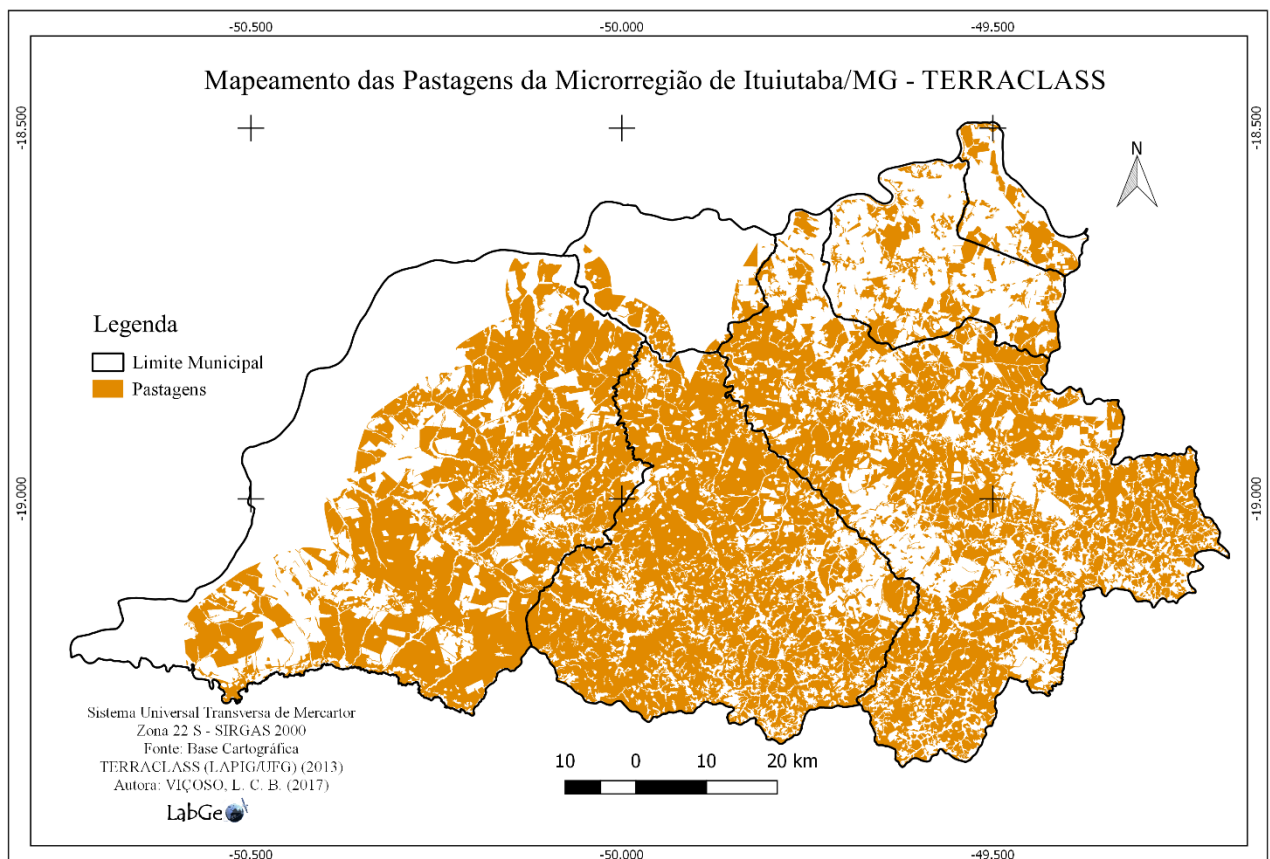 -50.500
-50.000
-49.500
Mapeamento das Pastagens da Microrregião de Ituiutaba/MG - TERRACLASS
-18.500
-18.500
N
Legenda
Limite Municipal
Pastagens
-19.000
-19.000
Sistema Universal Transversa de Mercartor
Zona 22 S - SIRGAS 2000
Fonte: Base Cartográfica
TERRACLASS (LAPIG/UFG) (2013)
Autora: VIÇOSO, L. C. B. (2017)
LabGe
10 0 10 20 km
-50.500
-50.000
-49.500